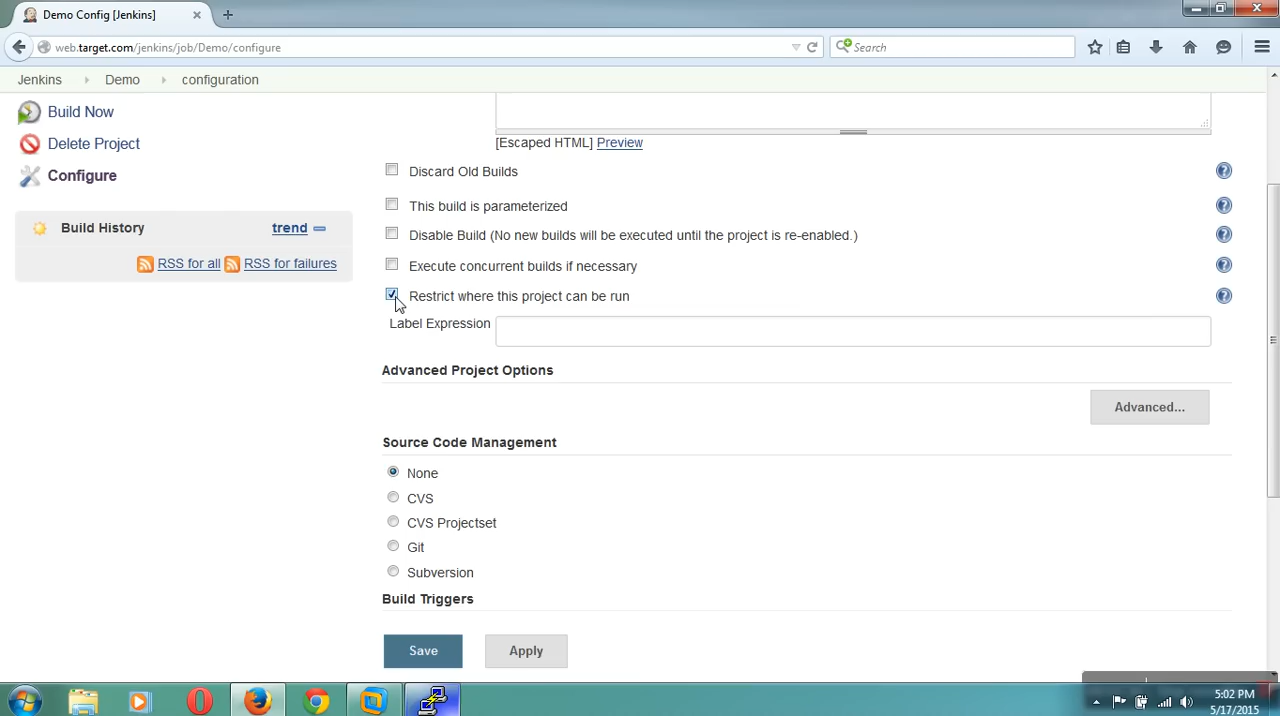 Demo Config [Jenkins]
web.target.com/jenkins/job/Demo/configure
Search
Jenkins Demo configuration
Build Now
Delete Project
Configure
Build History trend
RSS for all RSS for failures
[Escaped HTML] Preview
Discard Old Builds
This build is parameterized
Disable Build (No new builds will be executed until the project is re-enabled.)
Execute concurrent builds if necessary
Restrict where this project can be run
Label Expression
Advanced Project Options
Advanced...
Source Code Management
None
CVS
CVS Projectset
Git
Subversion
Build Triggers
Save Apply
5:02 PM
5/17/2015